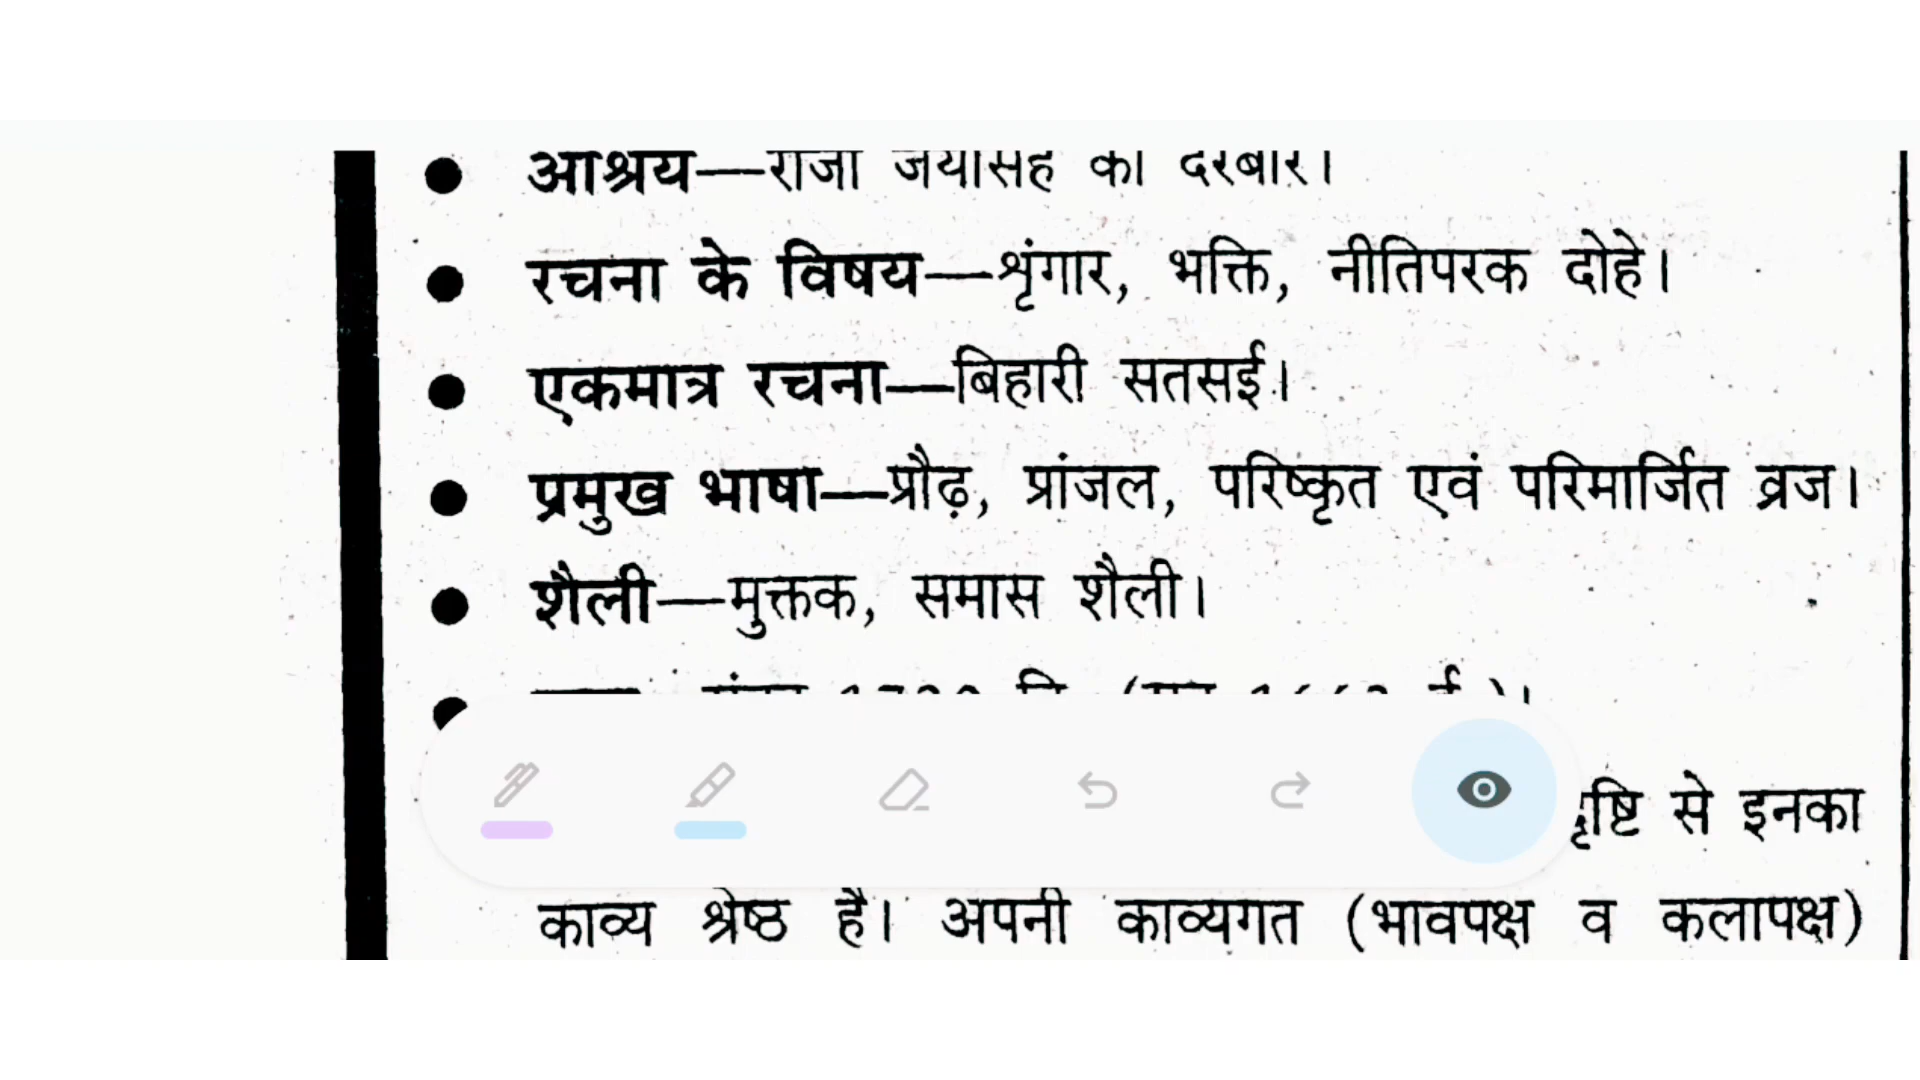 आश्रय—राजा जयसिंह का दरबार।
रचना के विषय—शृंगार, भक्ति, नीतिपरक दोहे।
एकमात्र रचना—बिहारी सतसई।
प्रमुख भाषा—प्रौढ़, प्रांजल, परिष्कृत एवं परिमार्जित ब्रज।
शैली—मुक्तक, समास शैली।
से इनका
काव्य श्रेष्ठ है। अपनी काव्यगत (भावपक्ष व कलापक्ष)